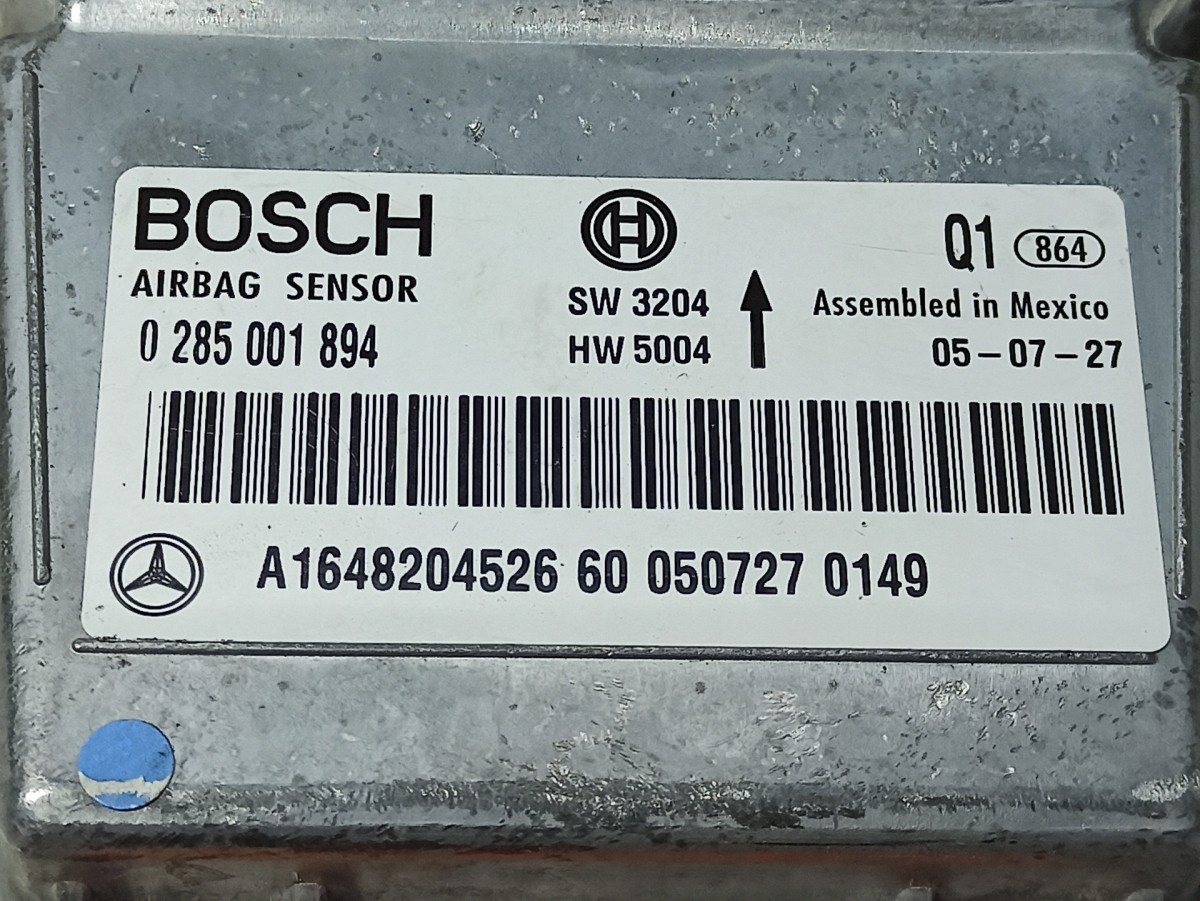 BOSCH
AIRBAG SENSOR
0 285 001 894
SW 3204
HW 5004
Q1 864
Assembled in Mexico
05-07-27
A1648204526 60 050727 0149